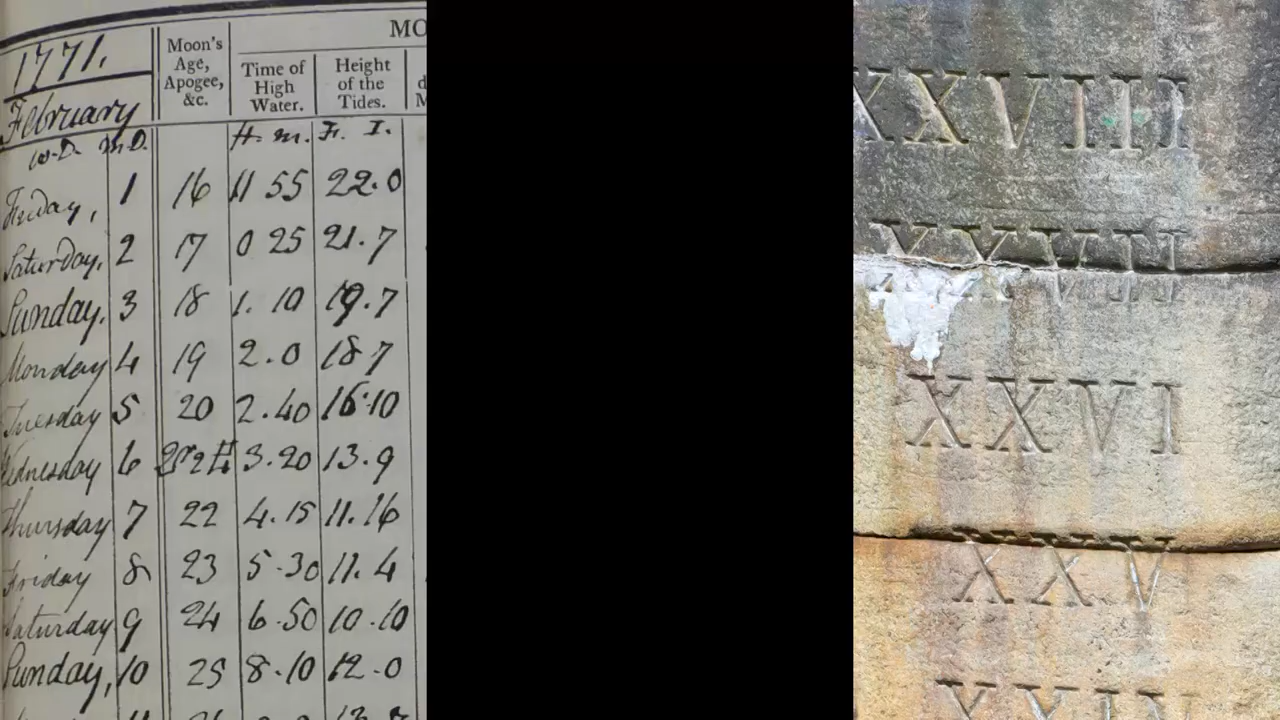 1771.
February
Moon's
Age,
Apogee,
&c.
MO
Time of
High
Water.
Height
of the
Tides.
d
M
W.D. M.D. H. m. F. I.
Friday, 1 16 11 55 22.0
Saturday, 2 17 0 25 21.7
Sunday. 3 18 1. 10 19.7
Monday 4 19 2.0 18 7
Tuesday 5 20 2.40 16.10
Wednesday 6 3.20 13.9
Thursday 7 22 4.15 11.16
Friday 8 23 5.30 11.4
Saturday 9 24 6.50 10.10
Sunday, 10 25 8.10 12.0
XXVIII
XXVII
XXVI
XXV
XXIV